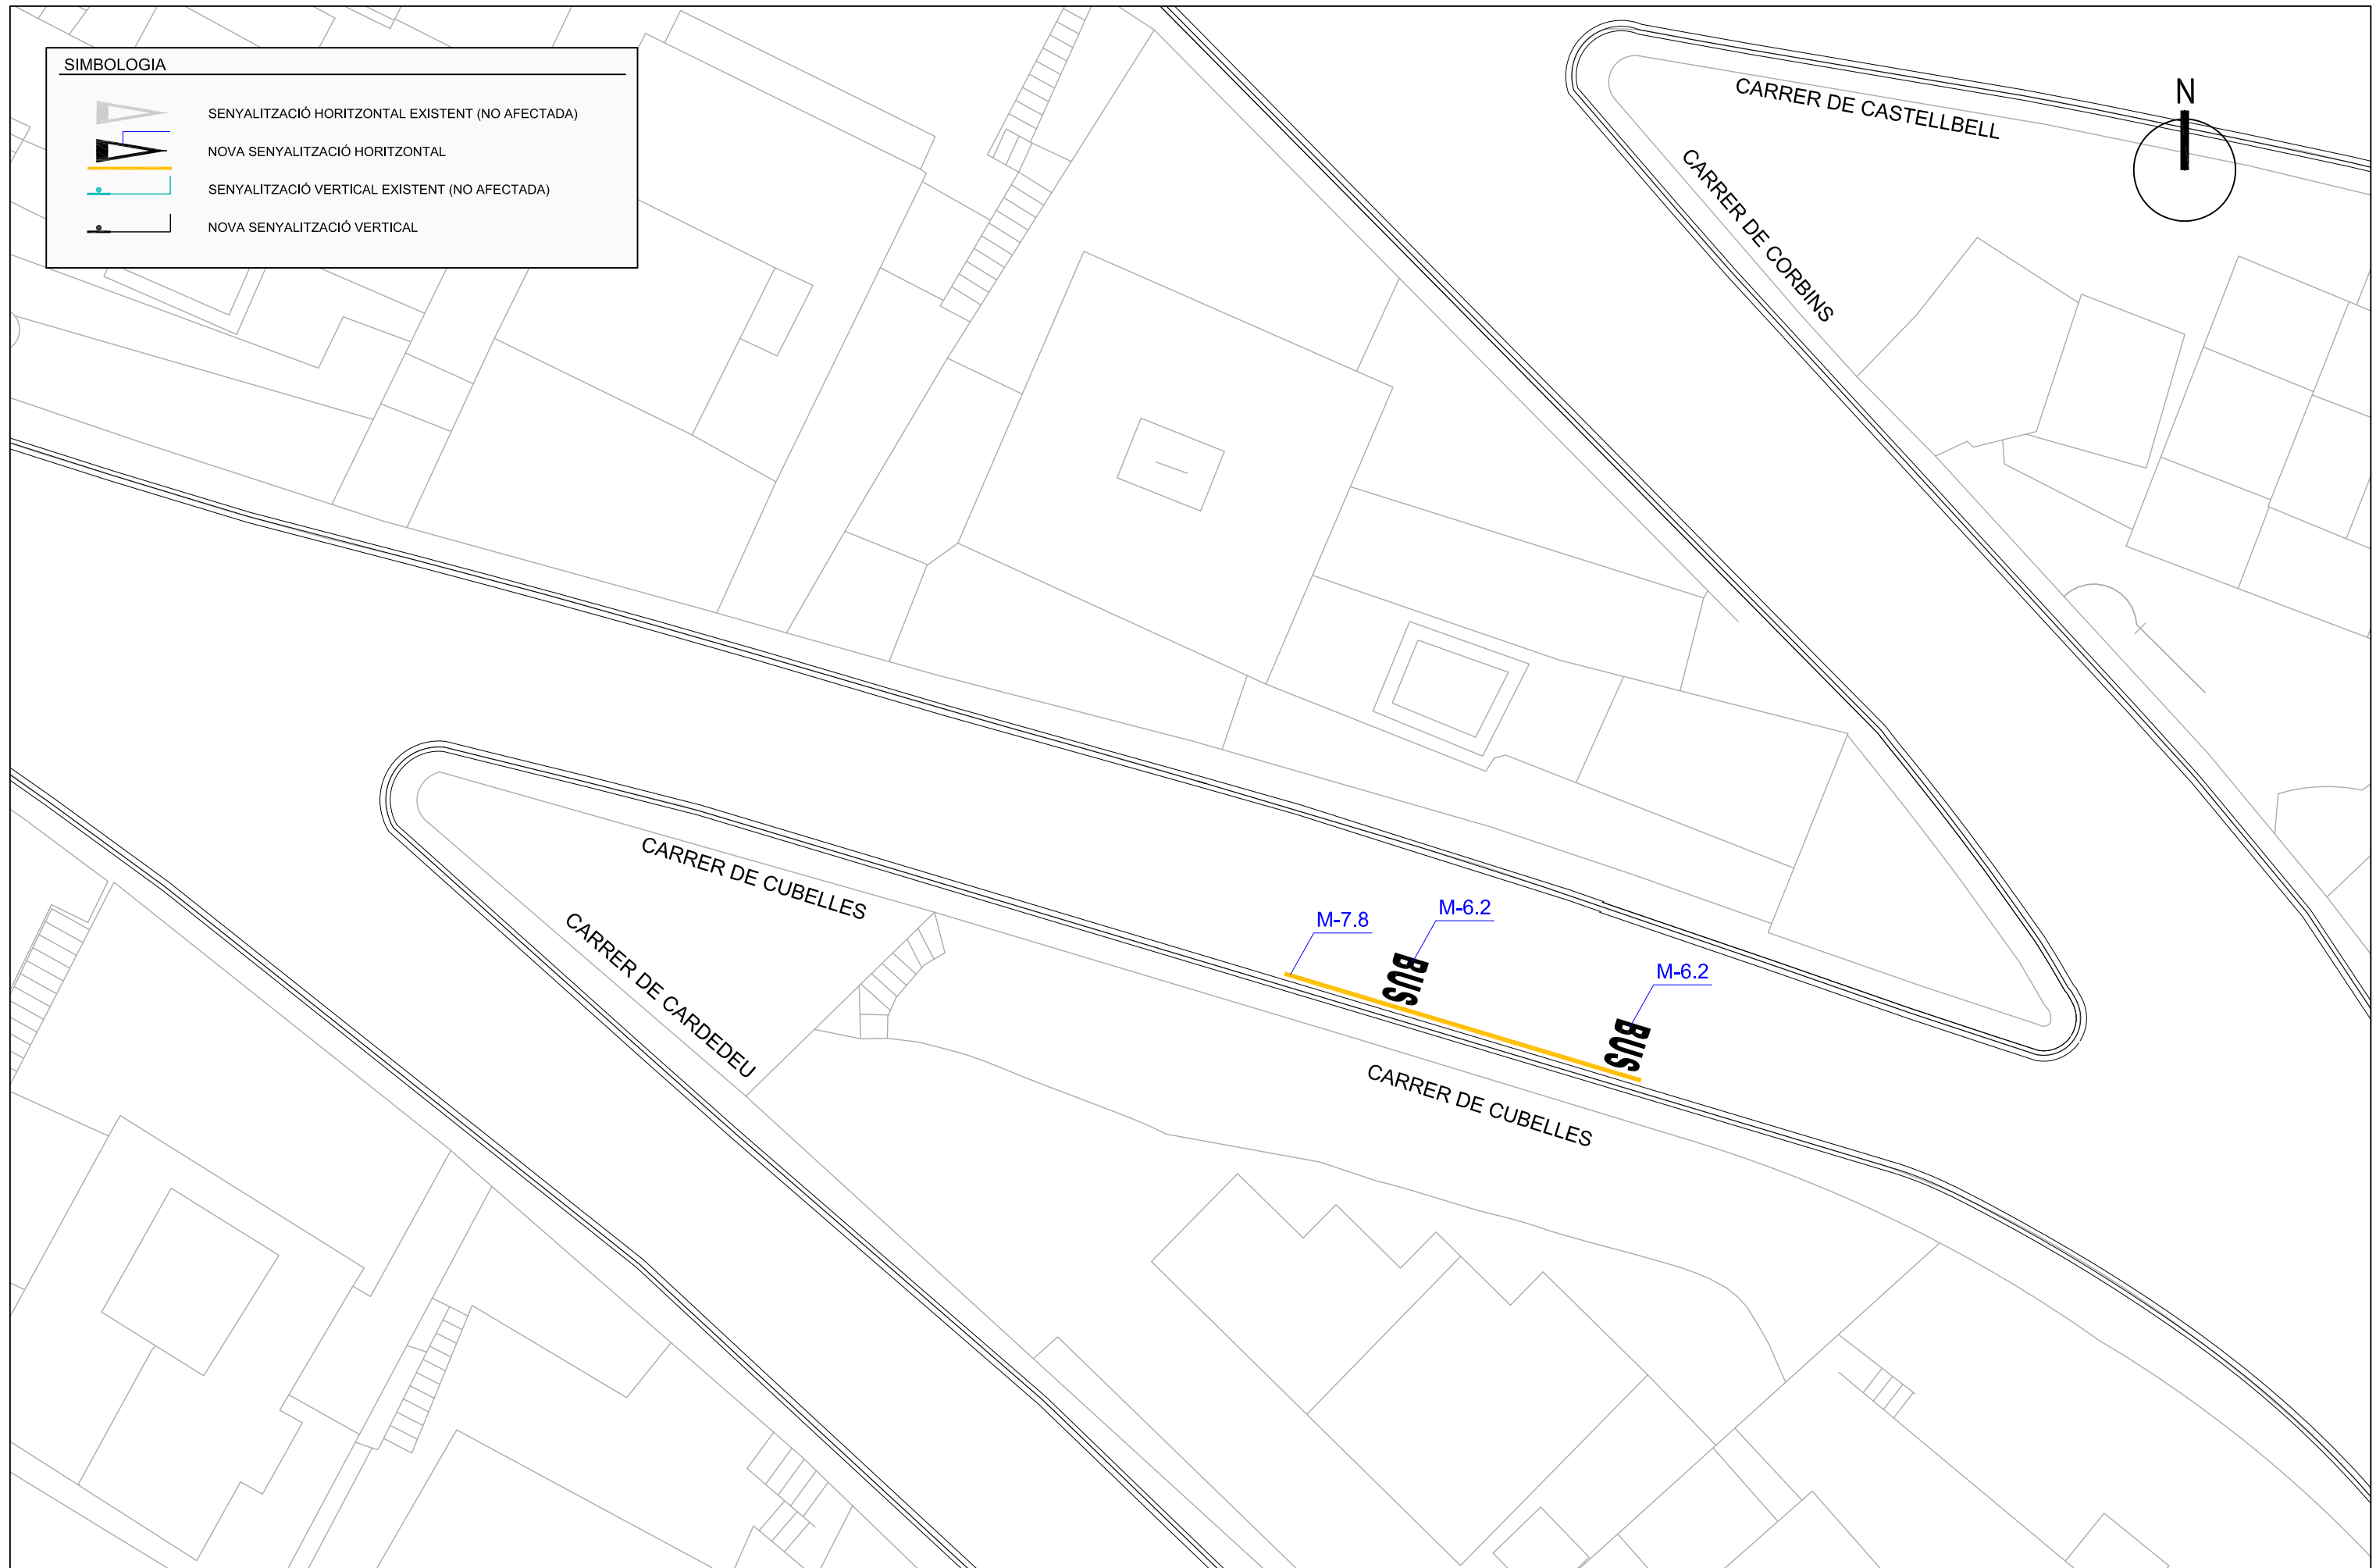 SIMBOLOGIA
SENYALITZACIÓ HORITZONTAL EXISTENT (NO AFECTADA)
NOVA SENYALITZACIÓ HORITZONTAL
SENYALITZACIÓ VERTICAL EXISTENT (NO AFECTADA)
NOVA SENYALITZACIÓ VERTICAL
N
CARRER DE CASTELLBELL
CARRER DE CORBINS
CARRER DE CUBELLES
CARRER DE CARDEDEU
M-7.8
M-6.2
BUS
M-6.2
BUS
CARRER DE CUBELLES